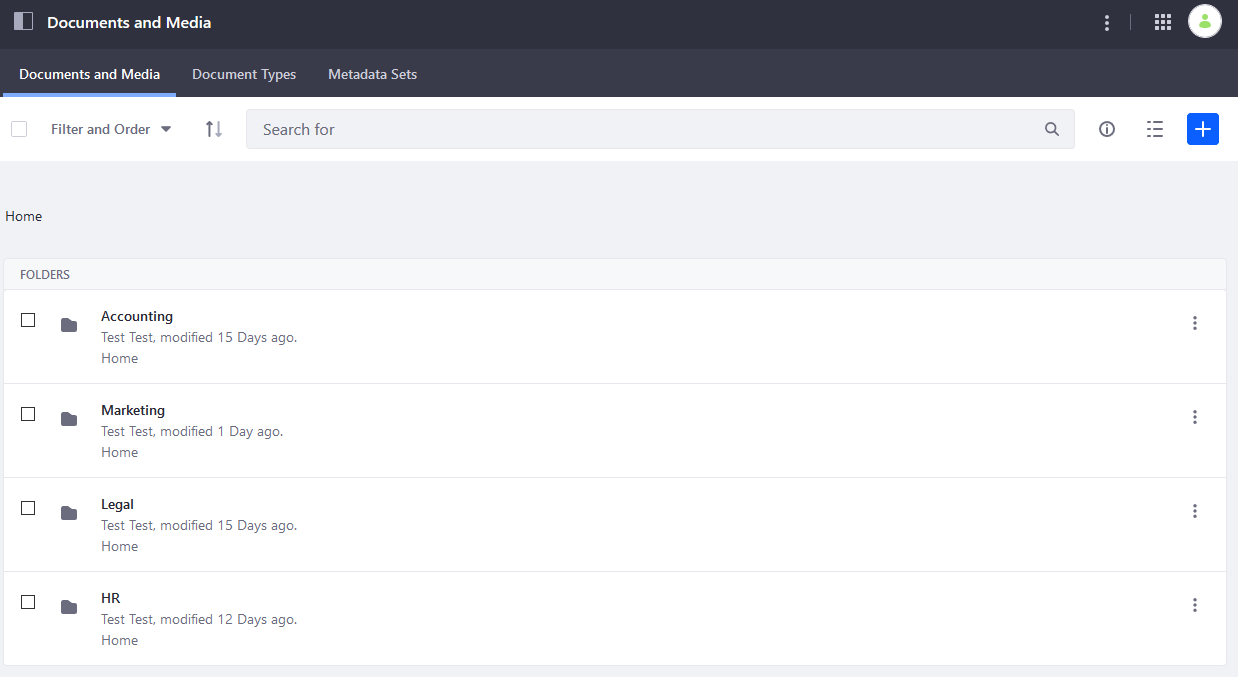 Documents and Media
Documents and Media Document Types Metadata Sets
Filter and Order Search for
Home
FOLDERS
Accounting
Test Test, modified 15 Days ago.
Home
Marketing
Test Test, modified 1 Day ago.
Home
Legal
Test Test, modified 15 Days ago.
Home
HR
Test Test, modified 12 Days ago.
Home